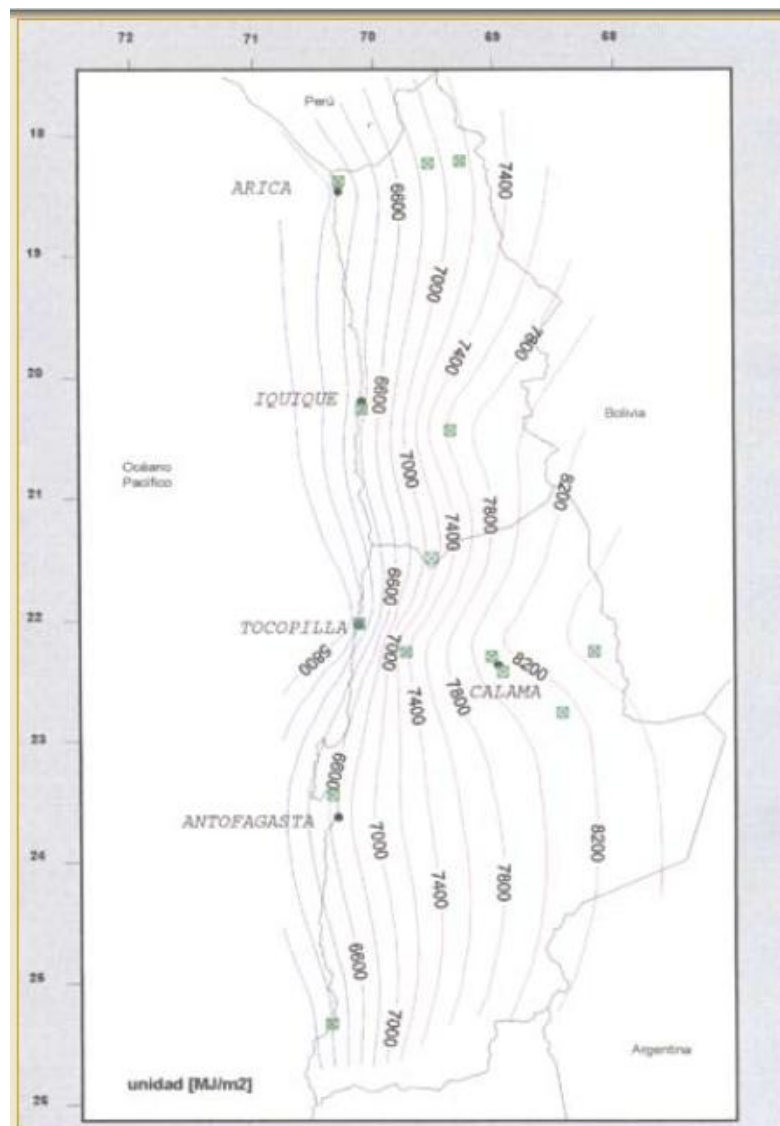 72 71 70 69 68
Perú
18
7400
6600
ARICA
19
7000
7800
7400
20
6600
IQUIQUE
Bolivia
7000
Océano
Pacífico
8200
21
7800
7400
6600
22
TOCOPILLA
7000
5800
8200
7800
CALAMA
7400
23
6600
ANTOFAGASTA
7000
8200
24
7800
7400
25
6600
7000
Argentina
unidad [MJ/m2]
26